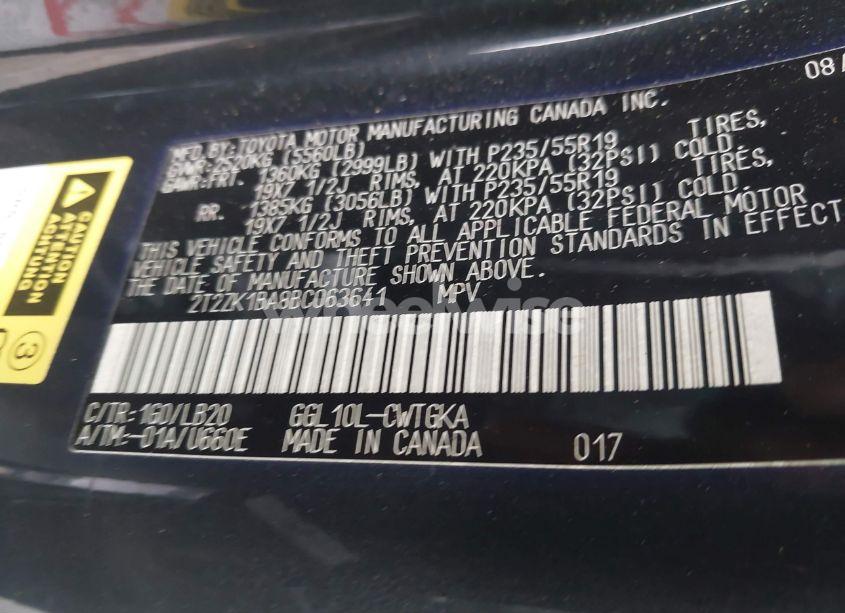 08/
MFD. BY: TOYOTA MOTOR MANUFACTURING CANADA INC.
GVWR: 2520KG (5560LB)
GAWR: FRT. 1360KG (2999LB) WITH P235/55R19 TIRES,
19X7 1/2J RIMS, AT 220KPA (32PSI) COLD.
RR. 1385KG (3056LB) WITH P235/55R19 TIRES,
19X7 1/2J RIMS, AT 220KPA (32PSI) COLD.
THIS VEHICLE CONFORMS TO ALL APPLICABLE FEDERAL MOTOR
VEHICLE SAFETY AND THEFT PREVENTION STANDARDS IN EFFECT
THE DATE OF MANUFACTURE SHOWN ABOVE.
2T2ZK1BA8BC063641 MPV
C/TR: 1G0/LB20 GGL10L-CWTGKA
A/TM: -01A/U660E MADE IN CANADA 017
CAUTION
ATTENTION
ACHTUNG
3
wheelwise